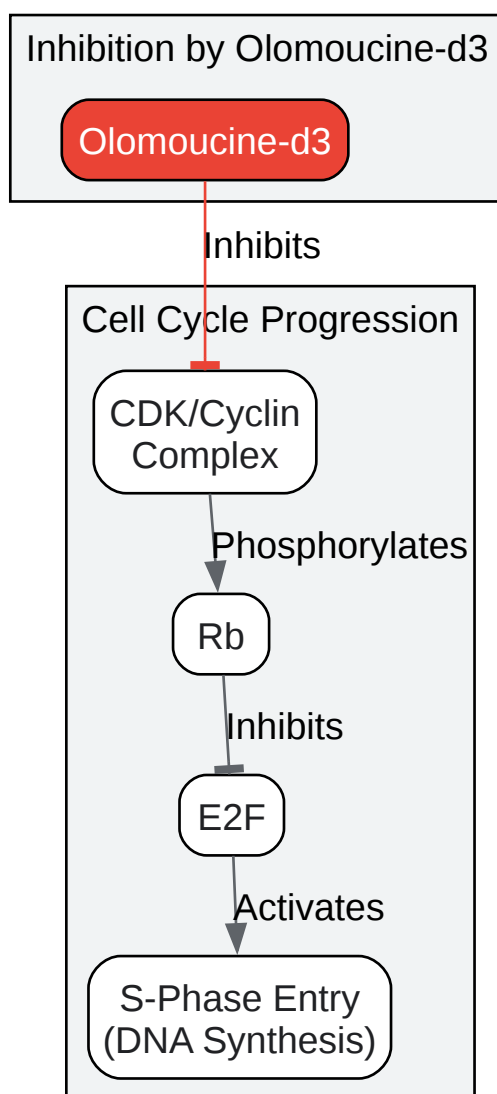 Inhibition by Olomoucine-d3
Olomoucine-d3
Inhibits
Cell Cycle Progression
CDK/Cyclin
Complex
Phosphorylates
Rb
Inhibits
E2F
Activates
S-Phase Entry
(DNA Synthesis)